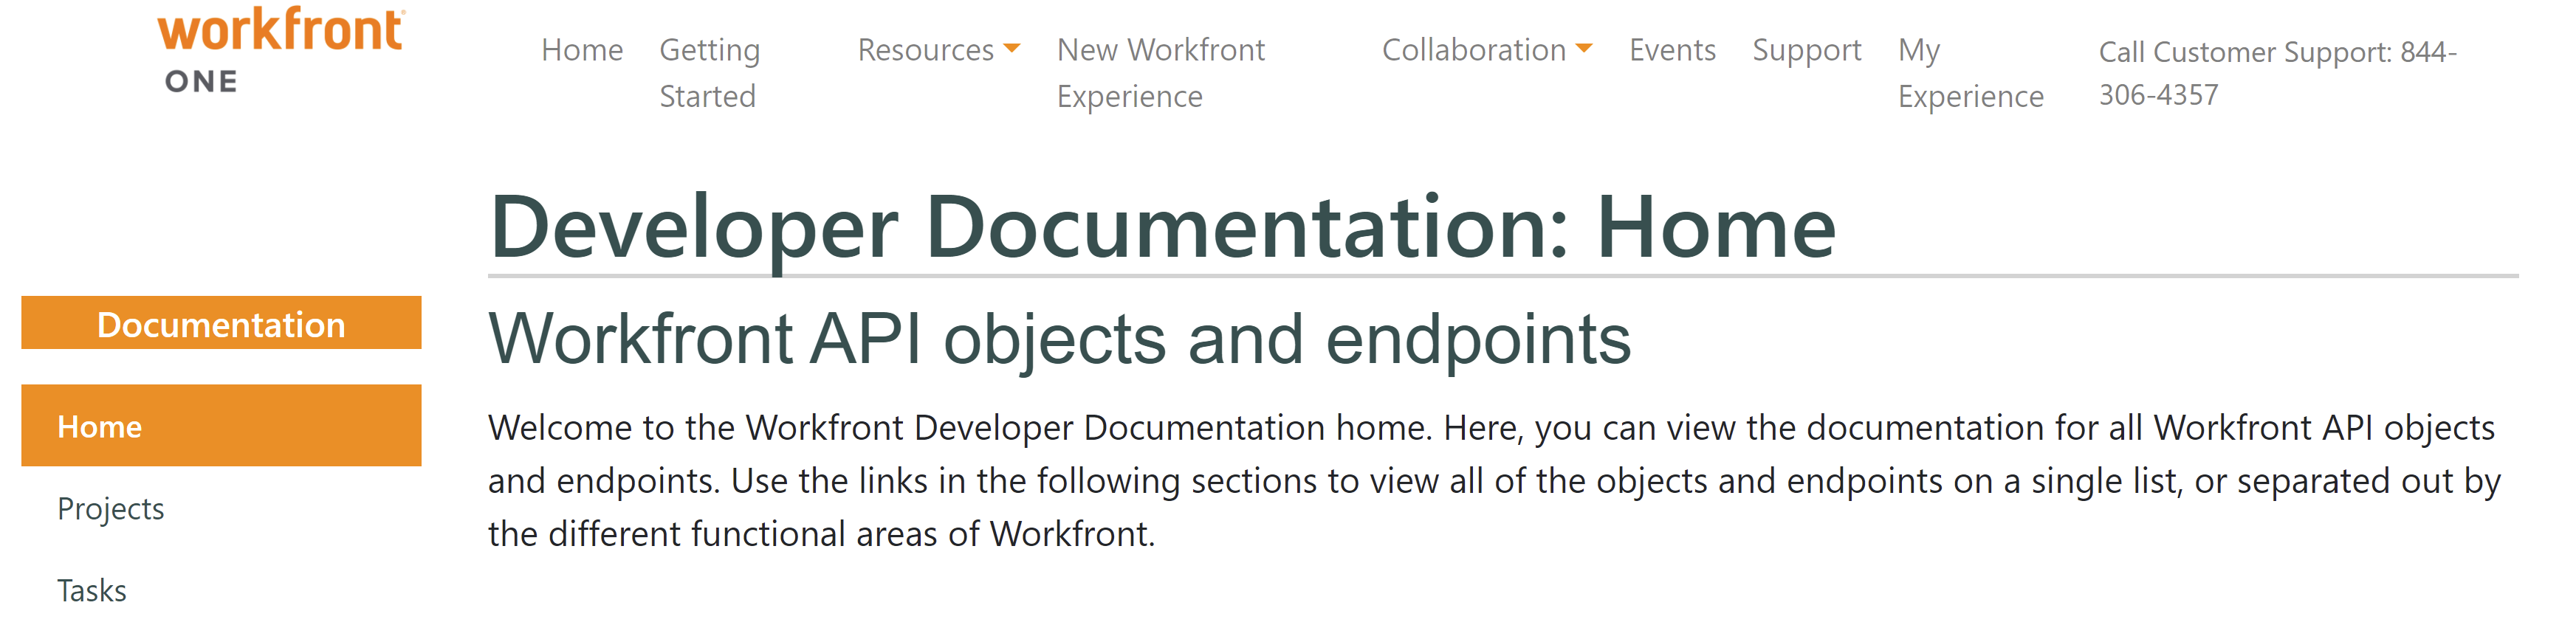 workfront
ONE
Home
Getting
Started
Resources
New Workfront
Experience
Collaboration
Events
Support
My
Experience
Call Customer Support: 844-
306-4357
Developer Documentation: Home
Workfront API objects and endpoints
Welcome to the Workfront Developer Documentation home. Here, you can view the documentation for all Workfront API objects
and endpoints. Use the links in the following sections to view all of the objects and endpoints on a single list, or separated out by
the different functional areas of Workfront.
Documentation
Home
Projects
Tasks